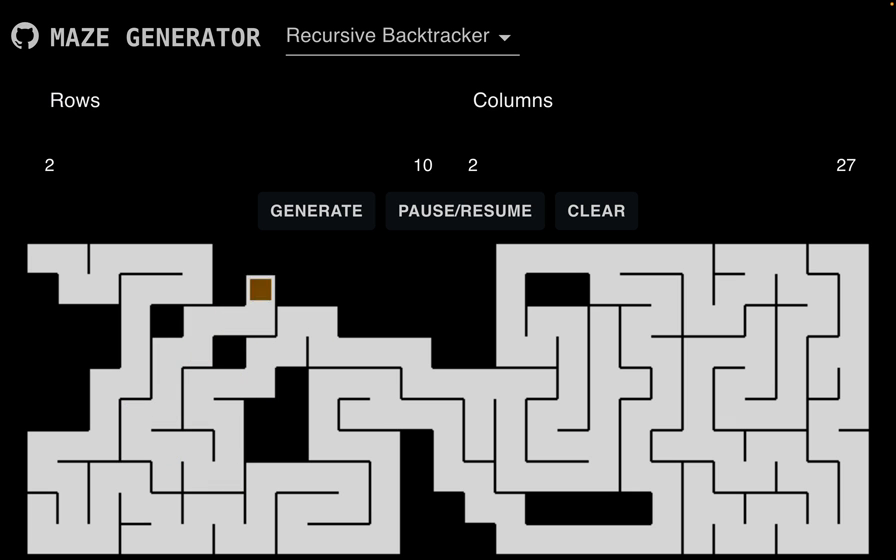 MAZE GENERATOR Recursive Backtracker
Rows Columns
2 10 2 27
GENERATE PAUSE/RESUME CLEAR